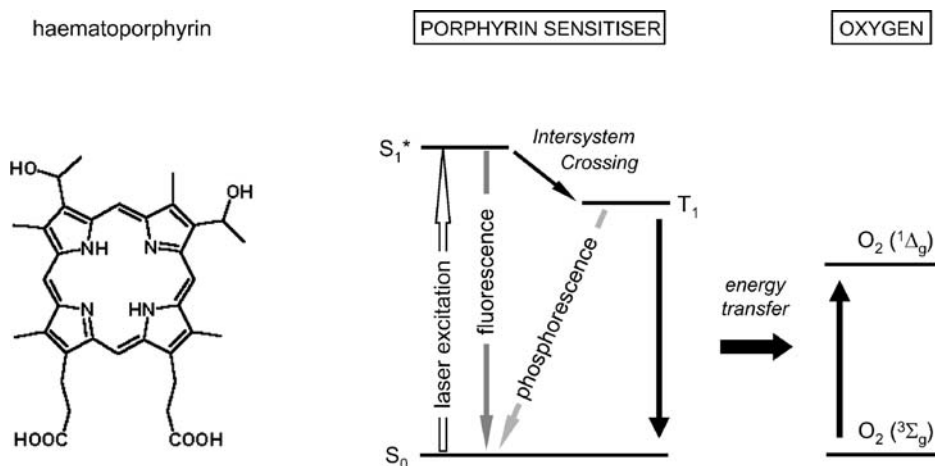 haematoporphyrin
PORPHYRIN SENSITISER
OXYGEN
HO
OH
NH
N
N
HN
HOOC
COOH
S₁*
Intersystem
Crossing
T₁
laser excitation
fluorescence
phosphorescence
S₀
energy
transfer
O₂ (¹Δg)
O₂ (³Σg)